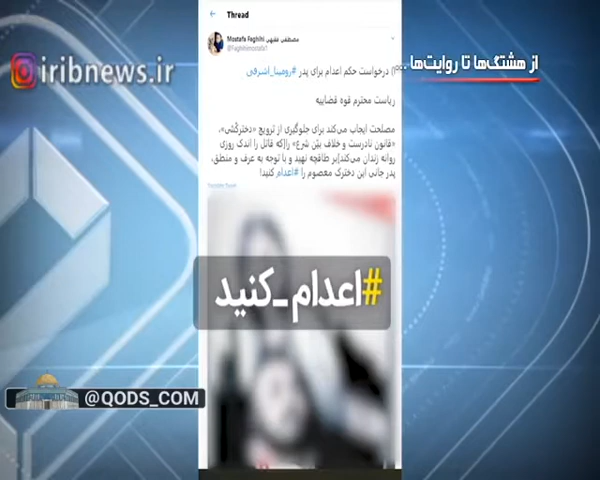 Thread
iribnews.ir
از هشتگ‌ها تا روایت‌ها ...
Mostafa Faghihi مصطفی فقیهی
@Faghihimostafa1
درخواست حکم اعدام برای پدر #رومینا_اشرفی
ریاست محترم قوه قضاییه
مصلحت ایجاب می‌کند برای جلوگیری از ترویج «دخترکُشی»،
«قانون نادرست و خلاف بیّن شرع» را[که قاتل را اندک روزی
روانه زندان می‌کند]بر طاقچه نهید و با توجه به عرف و منطق،
پدر جانی این دخترک معصوم را #اعدام کنید!
#اعدام_کنید
@QODS_COM